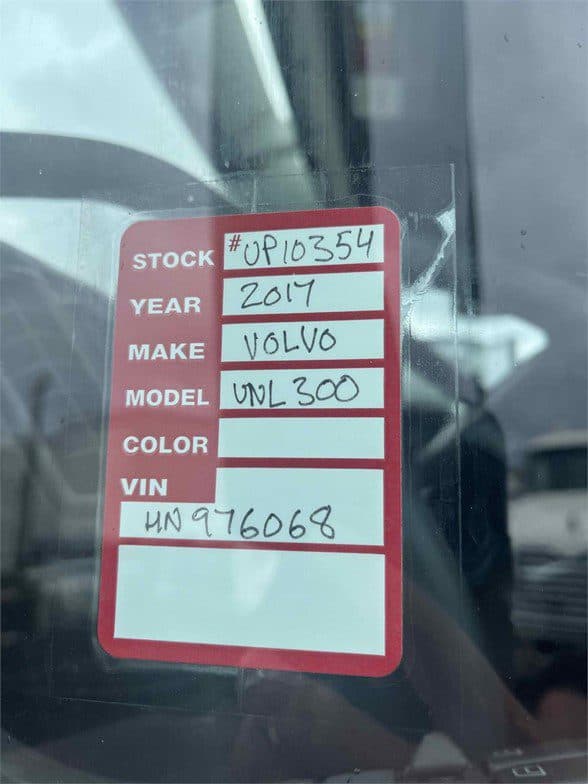 STOCK #UP10354
YEAR 2017
MAKE VOLVO
MODEL VNL300
COLOR
VIN
HN976068